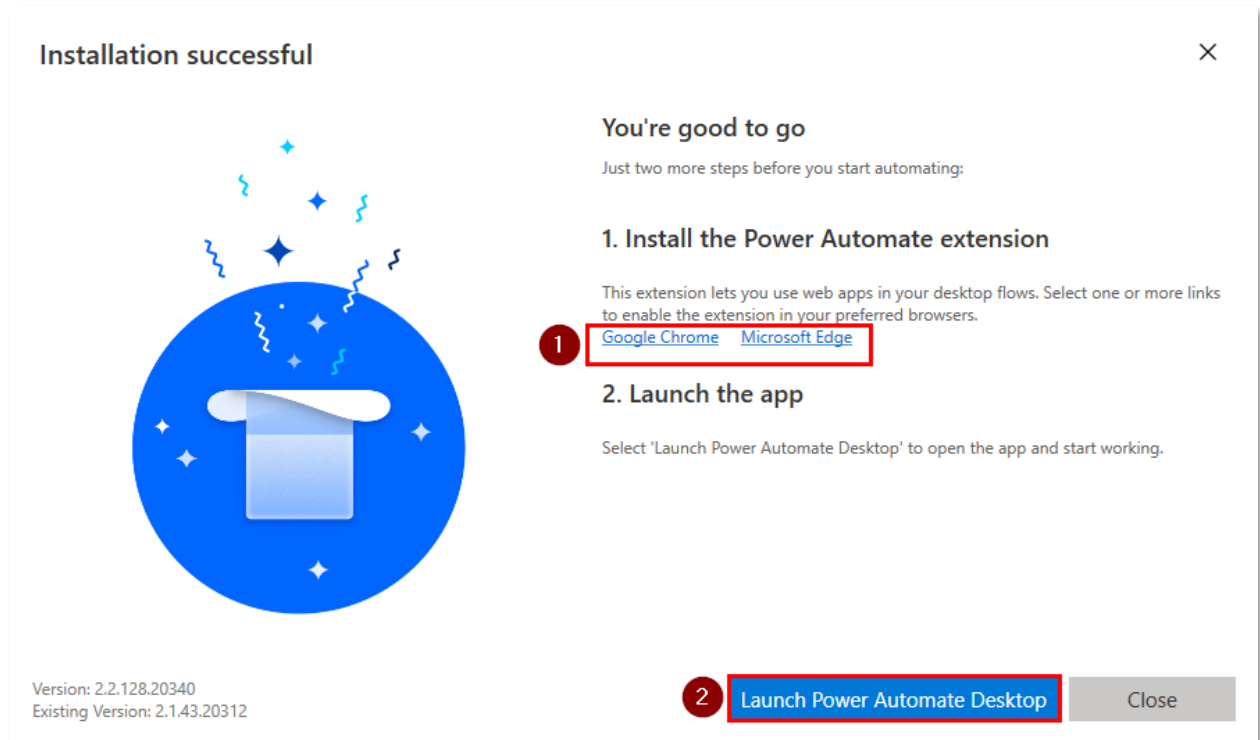 Installation successful
You're good to go
Just two more steps before you start automating:
1. Install the Power Automate extension
This extension lets you use web apps in your desktop flows. Select one or more links
to enable the extension in your preferred browsers.
1
Google Chrome Microsoft Edge
2. Launch the app
Select 'Launch Power Automate Desktop' to open the app and start working.
Version: 2.2.128.20340
Existing Version: 2.1.43.20312
2
Launch Power Automate Desktop
Close